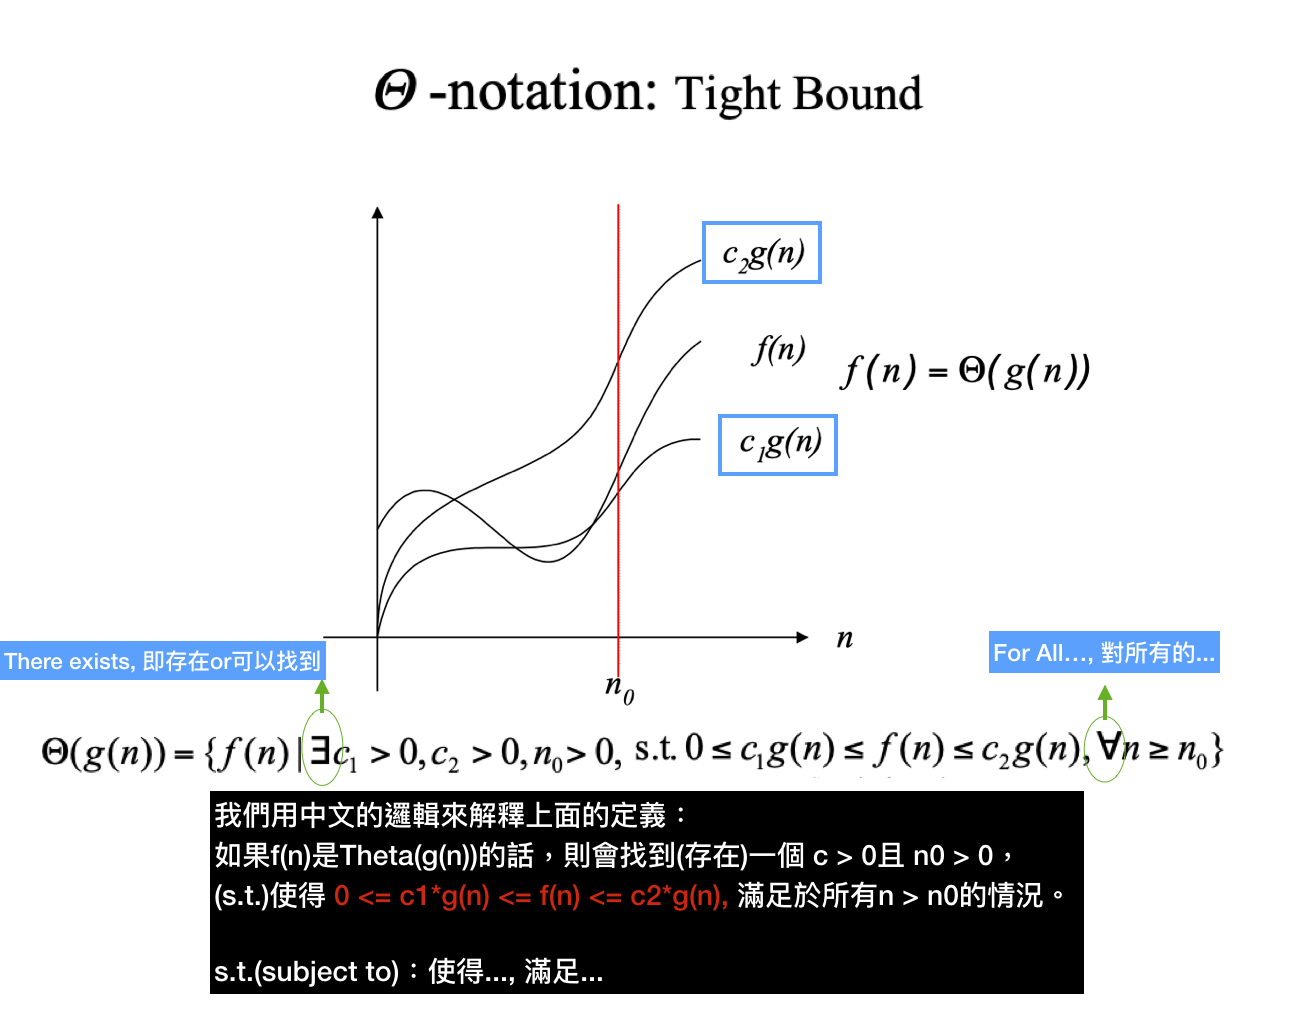 Θ -notation: Tight Bound
c₂g(n)
f(n)
f(n) = Θ(g(n))
c₁g(n)
n
n₀
There exists, 即存在or可以找到
For All..., 對所有的...
Θ(g(n)) = {f(n) | ∃c₁ > 0, c₂ > 0, n₀ > 0, s.t. 0 ≤ c₁g(n) ≤ f(n) ≤ c₂g(n), ∀n ≥ n₀}
我們用中文的邏輯來解釋上面的定義：
如果f(n)是Theta(g(n))的話，則會找到(存在)一個 c > 0且 n0 > 0，
(s.t.)使得 0 <= c1*g(n) <= f(n) <= c2*g(n), 滿足於所有n > n0的情況。
s.t.(subject to)：使得..., 滿足...